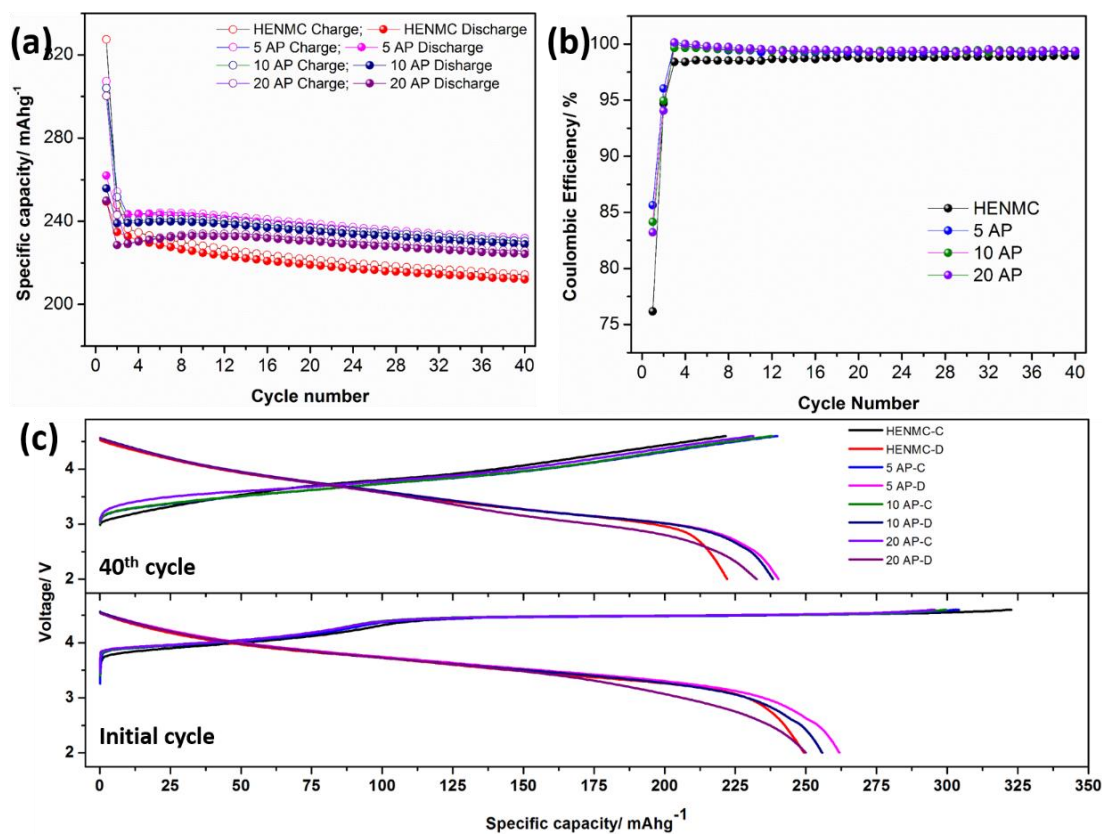 (a)
HENMC Charge; HENMC Discharge
5 AP Charge; 5 AP Discharge
10 AP Charge; 10 AP Disharge
20 AP Charge; 20 AP Discharge
320
280
240
200
Specific capacity/ mAhg-1
0 4 8 12 16 20 24 28 32 36 40
Cycle number
(b)
100
95
90
85
80
75
Coulombic Efficiency/ %
HENMC
5 AP
10 AP
20 AP
0 4 8 12 16 20 24 28 32 36 40
Cycle Number
(c)
4
3
2
HENMC-C
HENMC-D
5 AP-C
5 AP-D
10 AP-C
10 AP-D
20 AP-C
20 AP-D
40th cycle
Voltage/ V
4
3
2
Initial cycle
0 25 50 75 100 125 150 175 200 225 250 275 300 325 350
Specific capacity/ mAhg-1